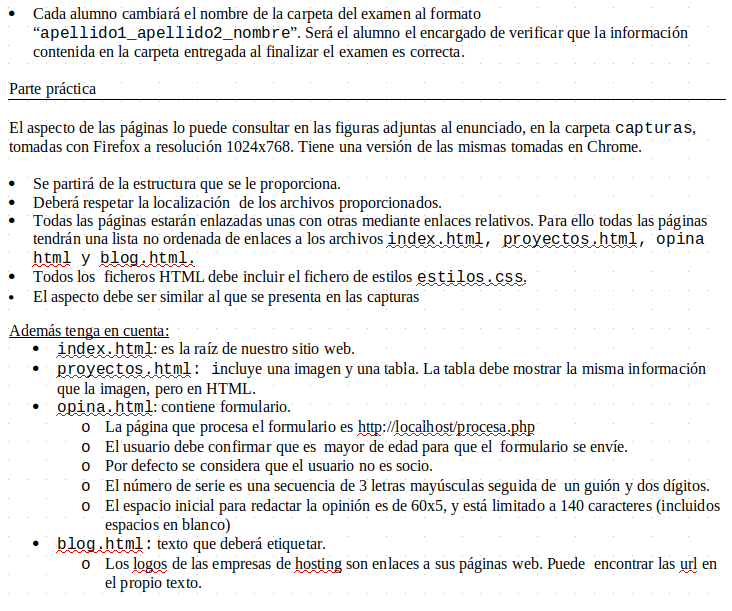 • Cada alumno cambiará el nombre de la carpeta del examen al formato
“apellido1_apellido2_nombre”. Será el alumno el encargado de verificar que la información
contenida en la carpeta entregada al finalizar el examen es correcta.
Parte práctica
El aspecto de las páginas lo puede consultar en las figuras adjuntas al enunciado, en la carpeta capturas,
tomadas con Firefox a resolución 1024x768. Tiene una versión de las mismas tomadas en Chrome.
• Se partirá de la estructura que se le proporciona.
• Deberá respetar la localización de los archivos proporcionados.
• Todas las páginas estarán enlazadas unas con otras mediante enlaces relativos. Para ello todas las páginas
tendrán una lista no ordenada de enlaces a los archivos index.html, proyectos.html, opina
html y blog.html.
• Todos los ficheros HTML debe incluir el fichero de estilos estilos.css.
• El aspecto debe ser similar al que se presenta en las capturas
Además tenga en cuenta:
• index.html: es la raíz de nuestro sitio web.
• proyectos.html: incluye una imagen y una tabla. La tabla debe mostrar la misma información
que la imagen, pero en HTML.
• opina.html: contiene formulario.
o La página que procesa el formulario es http://localhost/procesa.php
o El usuario debe confirmar que es mayor de edad para que el formulario se envíe.
o Por defecto se considera que el usuario no es socio.
o El número de serie es una secuencia de 3 letras mayúsculas seguida de un guión y dos dígitos.
o El espacio inicial para redactar la opinión es de 60x5, y está limitado a 140 caracteres (incluidos
espacios en blanco)
• blog.html: texto que deberá etiquetar.
o Los logos de las empresas de hosting son enlaces a sus páginas web. Puede encontrar las url en
el propio texto.